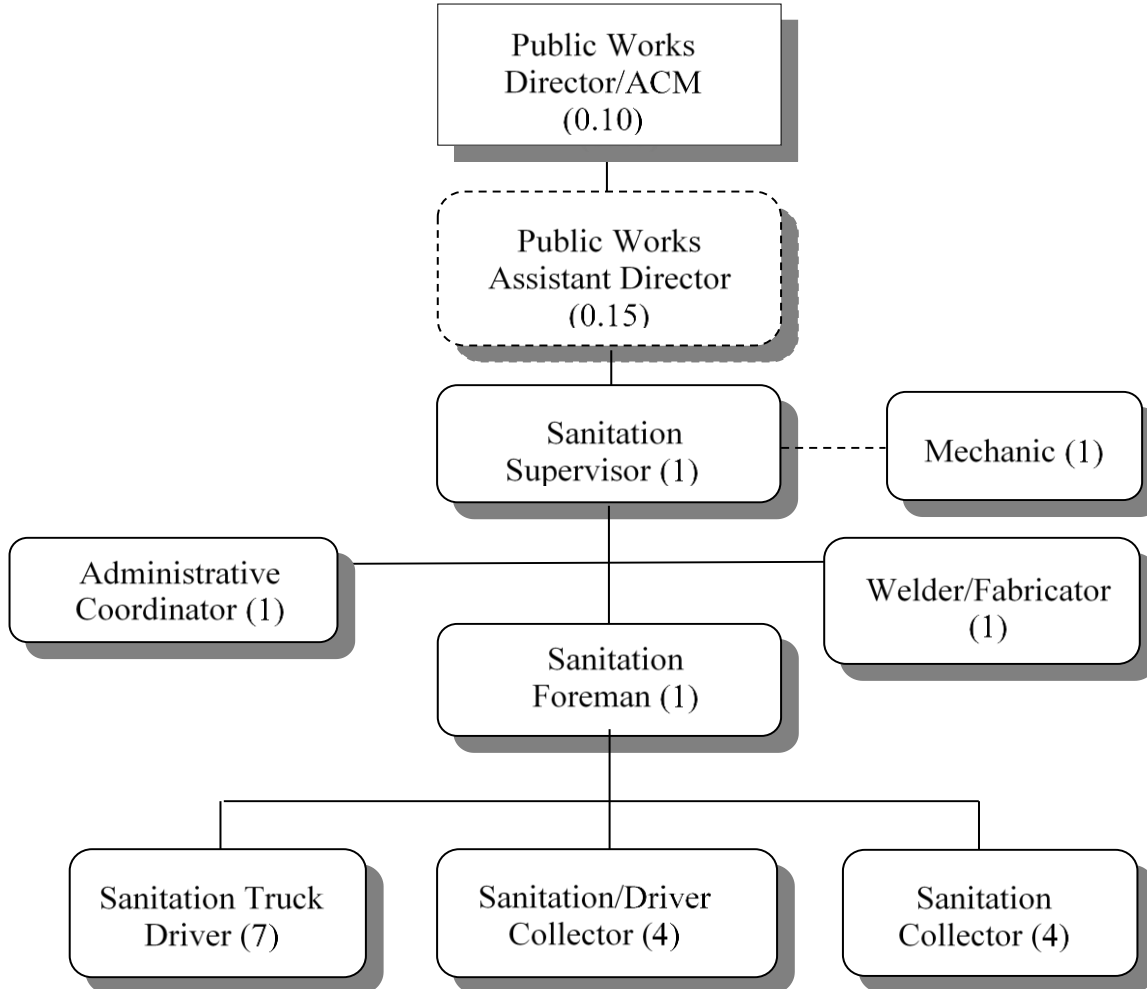 Public Works
Director/ACM
(0.10)
Public Works
Assistant Director
(0.15)
Sanitation
Supervisor (1)
Mechanic (1)
Administrative
Coordinator (1)
Welder/Fabricator
(1)
Sanitation
Foreman (1)
Sanitation Truck
Driver (7)
Sanitation/Driver
Collector (4)
Sanitation
Collector (4)